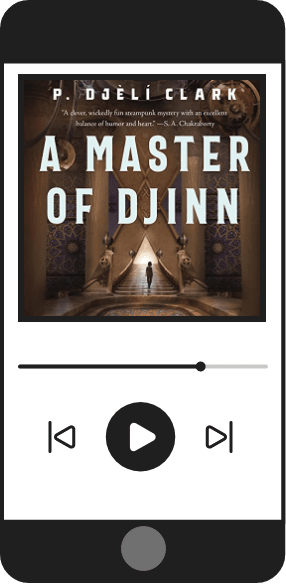 P. DJÈLÍ CLARK
"A clever, wickedly fun steampunk mystery with an excellent
balance of humor and heart." —S. A. Chakraborty
A MASTER
OF DJINN